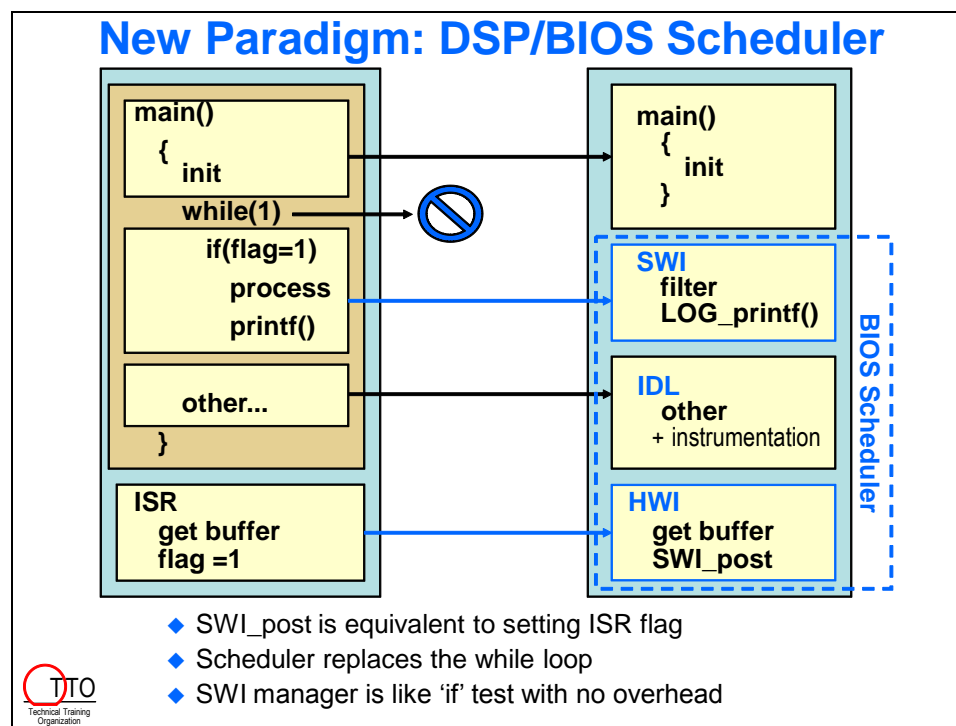 New Paradigm: DSP/BIOS Scheduler
main()
{
init
while(1)
if(flag=1)
process
printf()
other...
}
ISR
get buffer
flag =1
main()
{
init
}
SWI
filter
LOG_printf()
IDL
other
+ instrumentation
HWI
get buffer
SWI_post
BIOS Scheduler
SWI_post is equivalent to setting ISR flag
Scheduler replaces the while loop
SWI manager is like ‘if’ test with no overhead
TTO
Technical Training
Organization